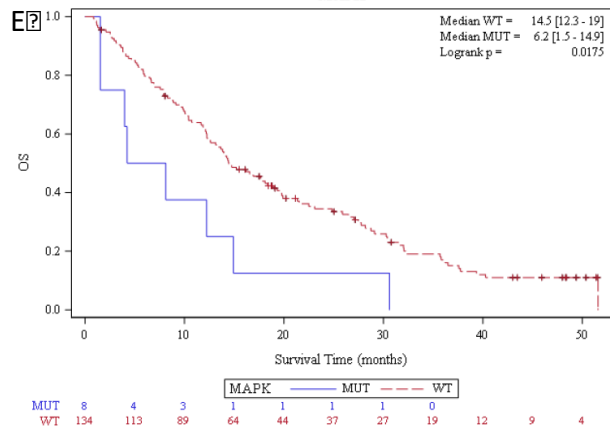 E
Median WT = 14.5 [12.3 - 19]
Median MUT = 6.2 [1.5 - 14.9]
Logrank p = 0.0175
1.0
0.8
0.6
0.4
0.2
0.0
OS
0 10 20 30 40 50
Survival Time (months)
MAPK MUT WT
MUT 8 4 3 1 1 1 1 0
WT 134 113 89 64 44 37 27 19 12 9 4